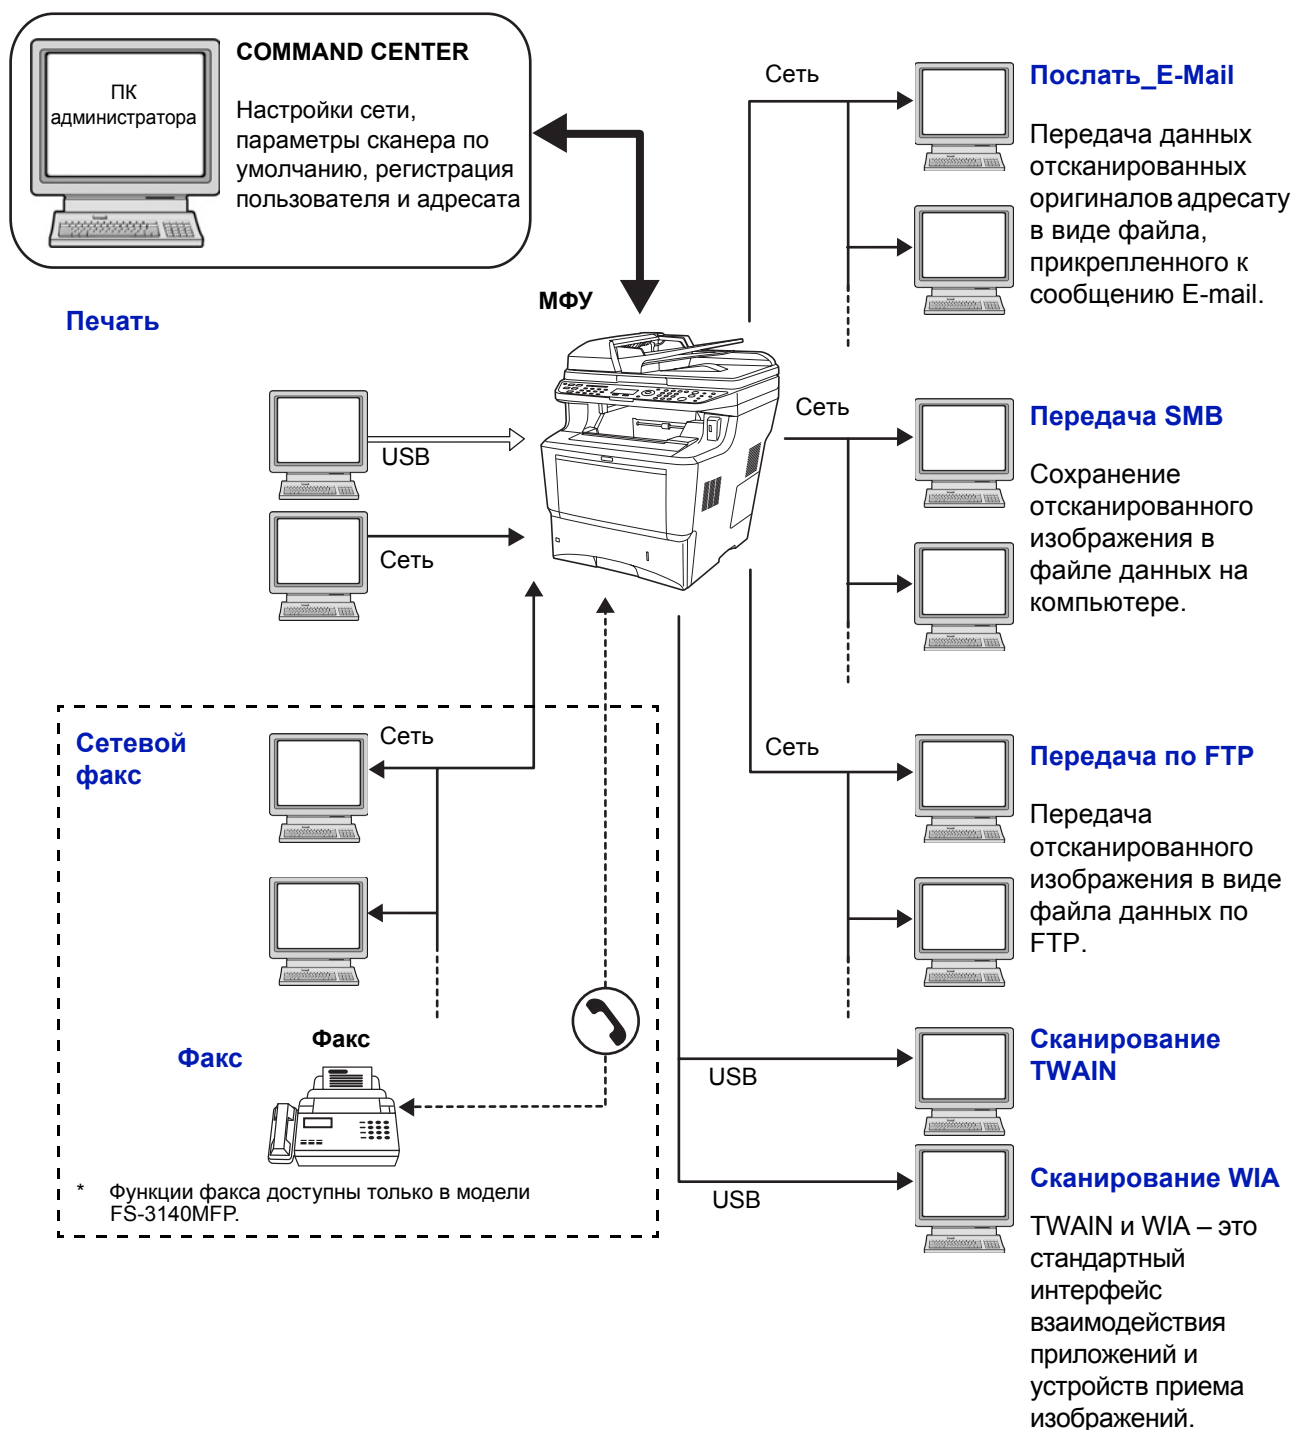 COMMAND CENTER
ПК
администратора
Настройки сети,
параметры сканера по
умолчанию, регистрация
пользователя и адресата
Сеть
Послать_E-Mail
Передача данных
отсканированных
оригиналов адресату
в виде файла,
прикрепленного к
сообщению E-mail.
МФУ
Печать
USB
Сеть
Сеть
Передача SMB
Сохранение
отсканированного
изображения в
файле данных на
компьютере.
Сетевой
факс
Сеть
Сеть
Передача по FTP
Передача
отсканированного
изображения в виде
файла данных по
FTP.
Факс
Факс
* Функции факса доступны только в модели
FS-3140MFP.
USB
Сканирование
TWAIN
USB
Сканирование WIA
TWAIN и WIA – это
стандартный
интерфейс
взаимодействия
приложений и
устройств приема
изображений.